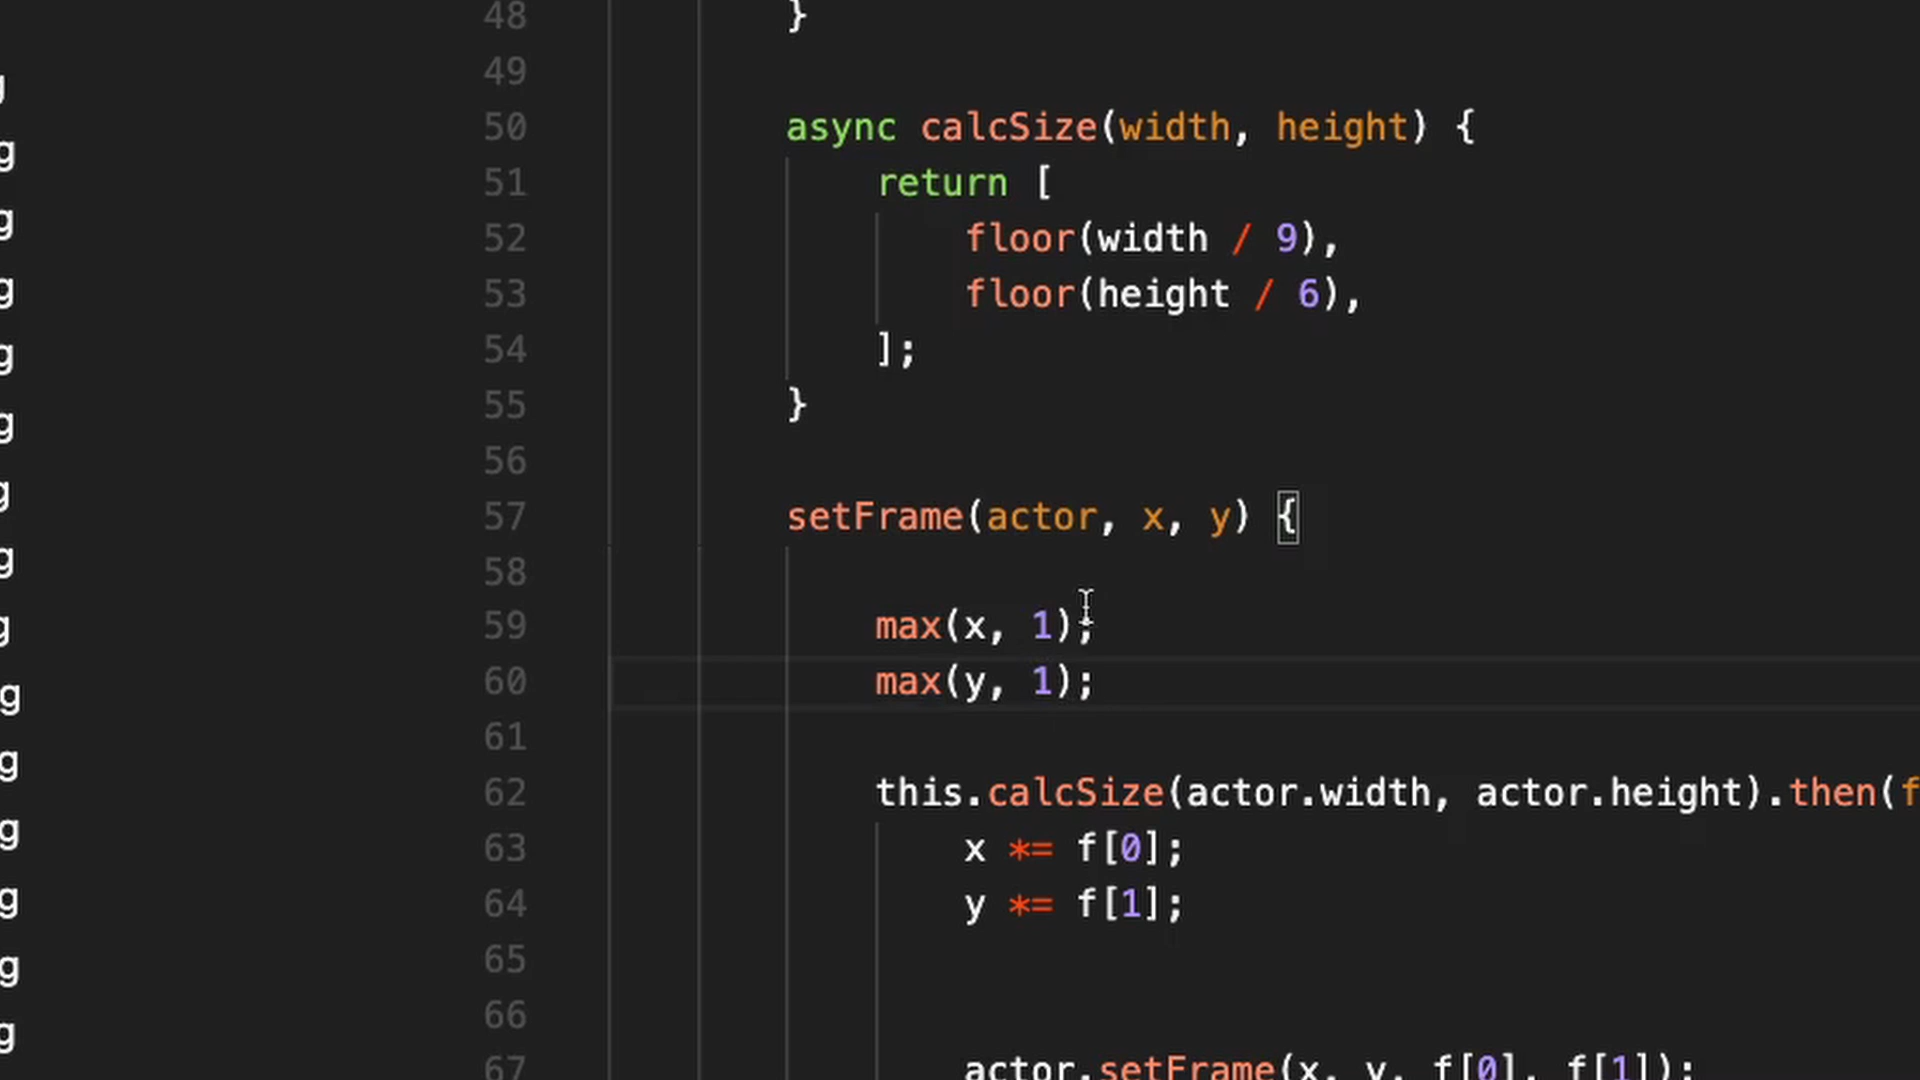 48 }
g
49
50 async calcSize(width, height) {
g
51 return [
g
52 floor(width / 9),
g
53 floor(height / 6),
g
54 ];
55 }
g
56
g
57 setFrame(actor, x, y) {
g
58
59 max(x, 1);
g
60 max(y, 1);
g
61
g
62 this.calcSize(actor.width, actor.height).then(f
g
63 x *= f[0];
g
64 y *= f[1];
g
65
66
g
67 actor.setFrame(x, y, f[0], f[1]);